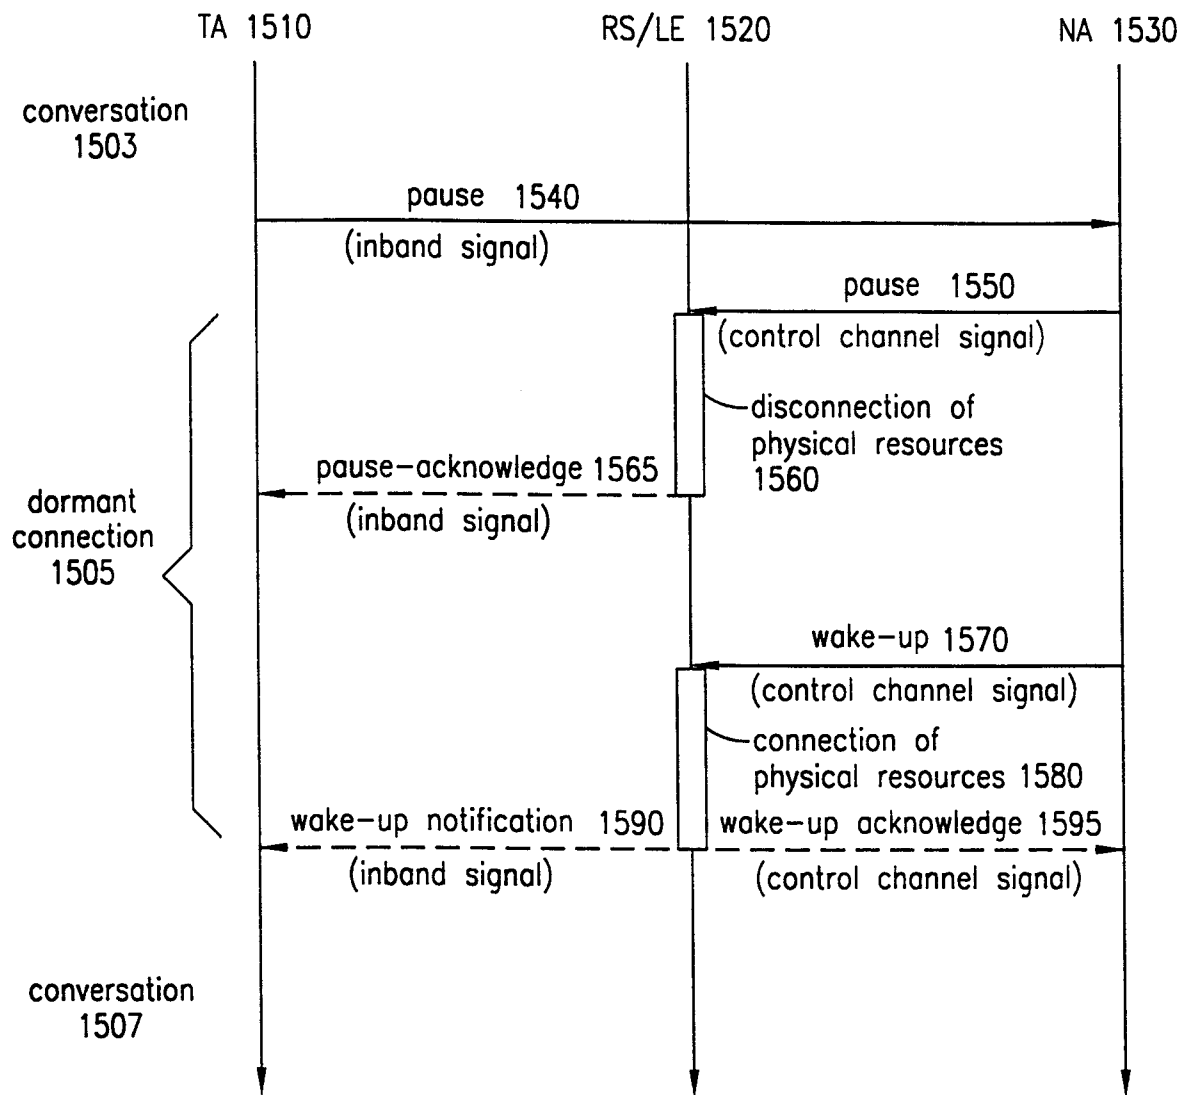 TA 1510
RS/LE 1520
NA 1530
conversation
1503
pause 1540
(inband signal)
pause 1550
(control channel signal)
disconnection of
physical resources
1560
pause-acknowledge 1565
(inband signal)
dormant
connection
1505
wake-up 1570
(control channel signal)
connection of
physical resources 1580
wake-up notification 1590
(inband signal)
wake-up acknowledge 1595
(control channel signal)
conversation
1507